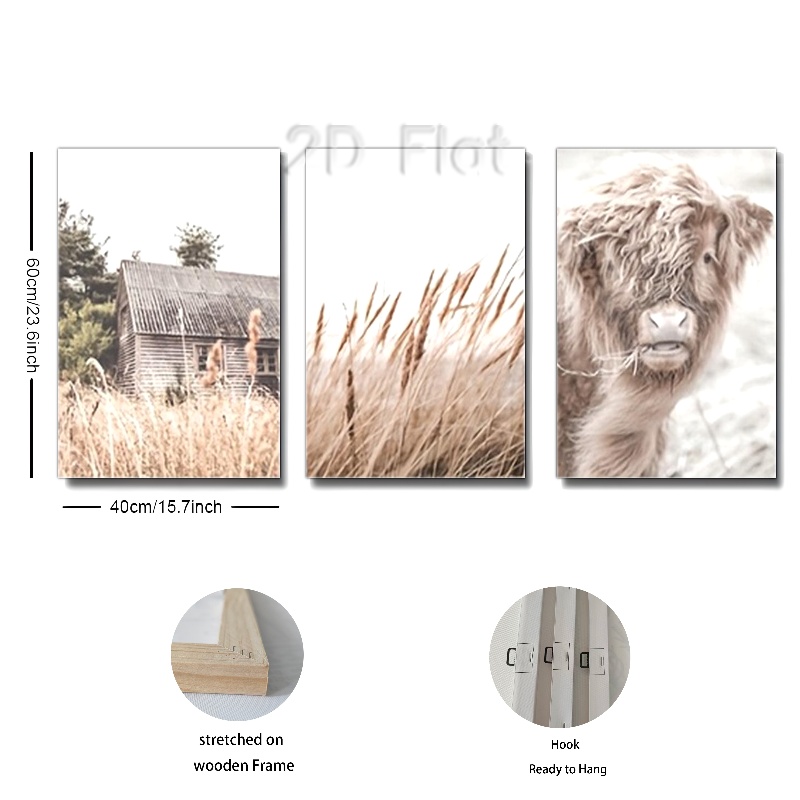 2D Flat
60cm/23.6inch
40cm/15.7inch
stretched on
wooden Frame
Hook
Ready to Hang